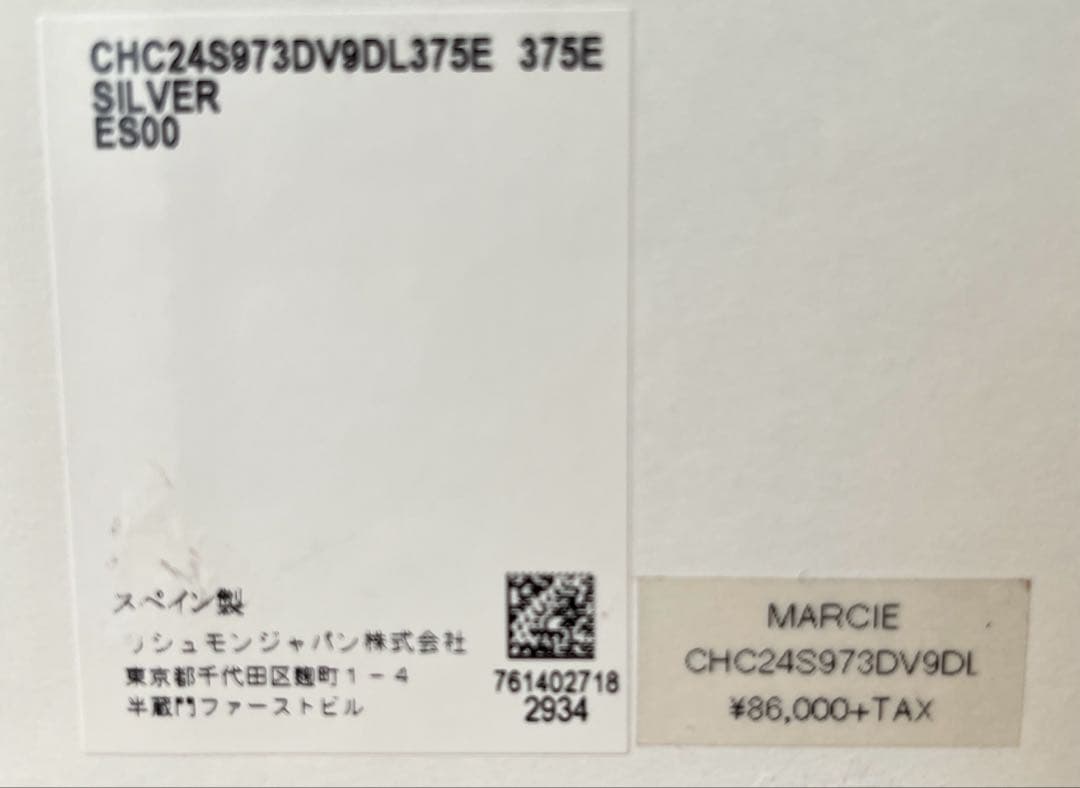 CHC24S973DV9DL375E 375E
SILVER
ES00
スペイン製
リシュモンジャパン株式会社
東京都千代田区麹町1-4
半蔵門ファーストビル
761402718
2934
MARCIE
CHC24S973DV9DL
¥86,000+TAX